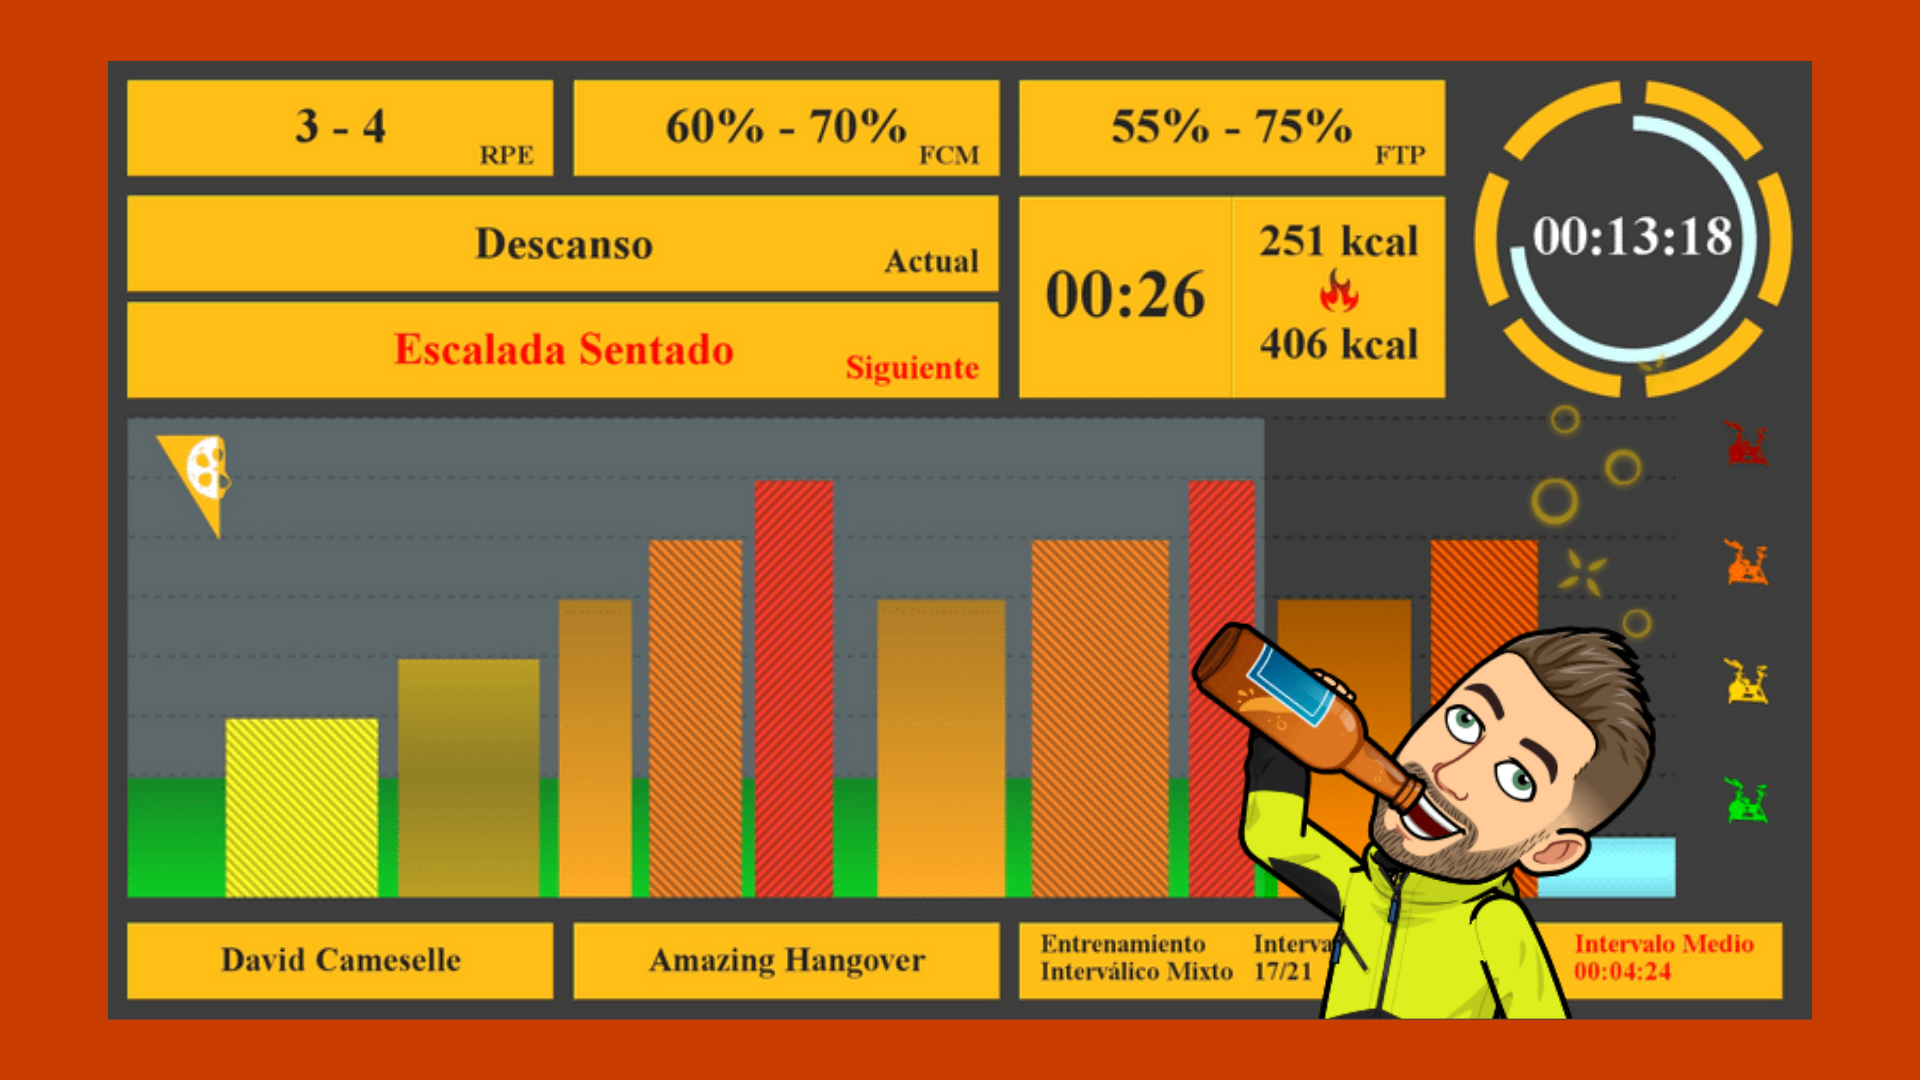 3 - 4 RPE
60% - 70% FCM
55% - 75% FTP
00:13:18
Descanso Actual
Escalada Sentado Siguiente
00:26
251 kcal
406 kcal
David Cameselle
Amazing Hangover
Entrenamiento
Interválico Mixto
17/21
Intervalo Medio
00:04:24